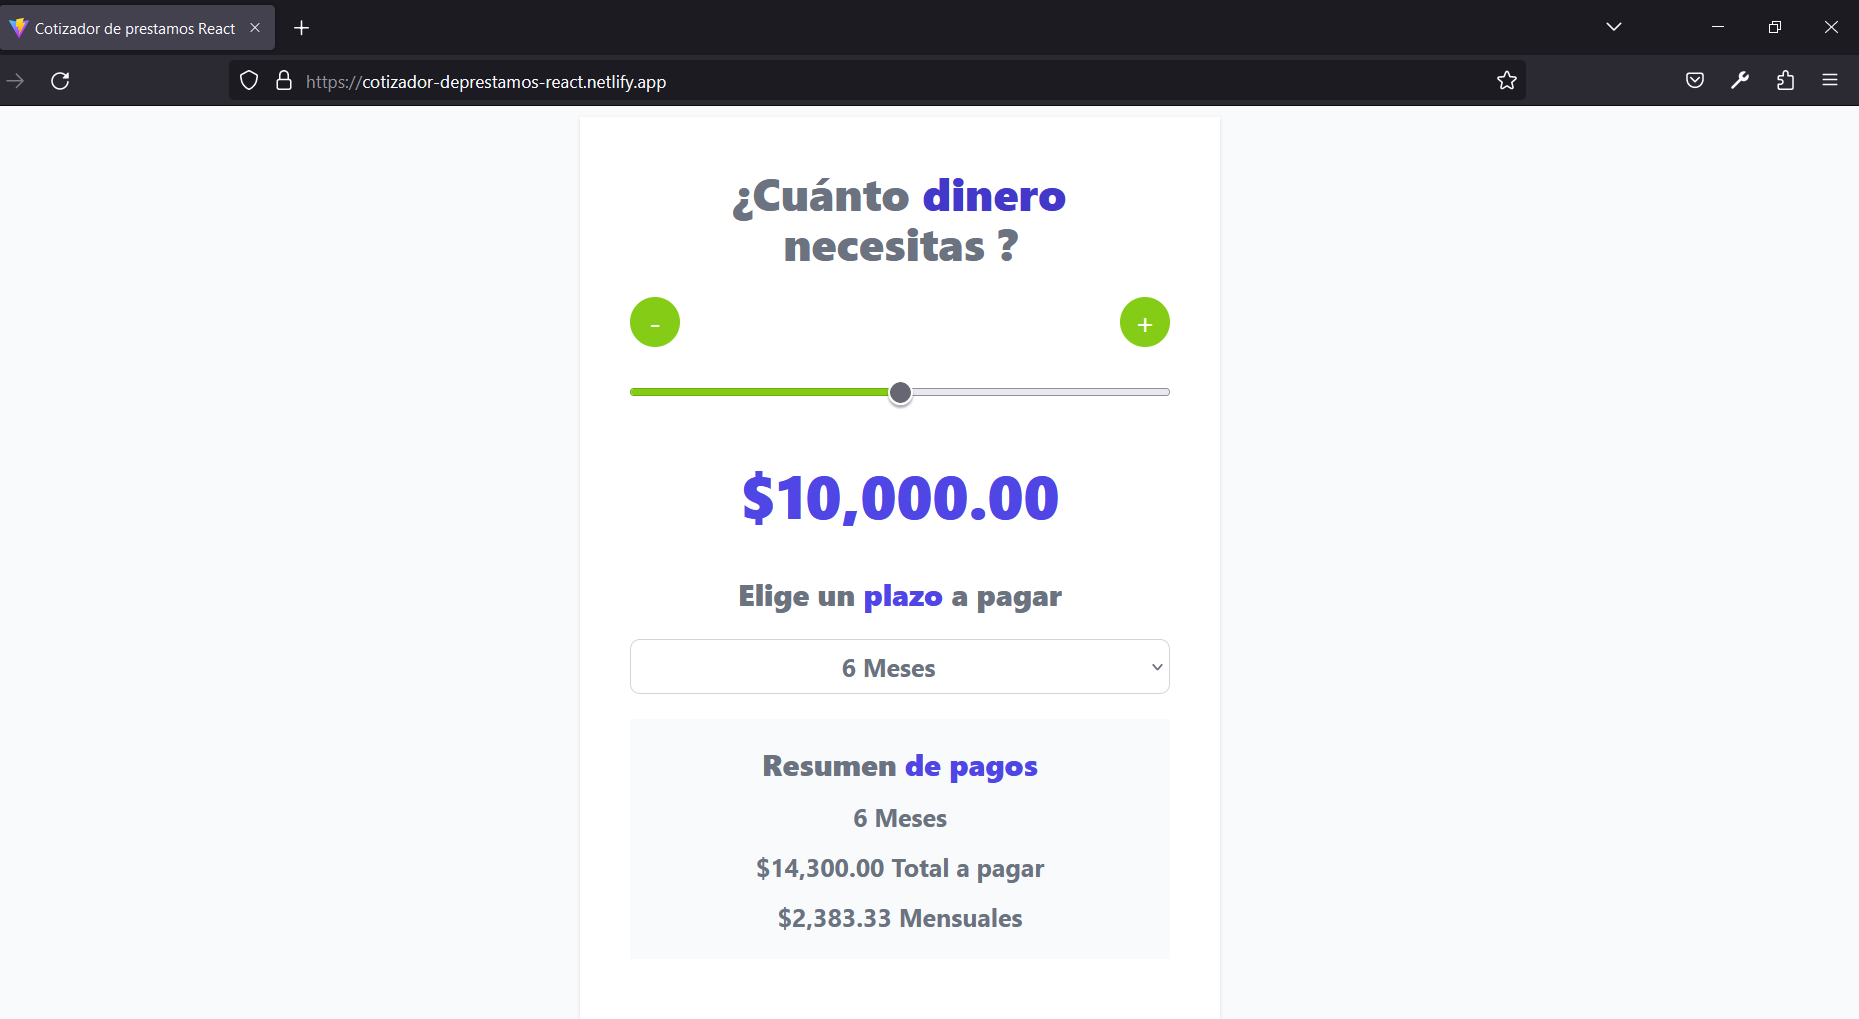 Cotizador de prestamos React
https://cotizador-deprestamos-react.netlify.app
¿Cuánto dinero
necesitas ?
-
+
$10,000.00
Elige un plazo a pagar
6 Meses
Resumen de pagos
6 Meses
$14,300.00 Total a pagar
$2,383.33 Mensuales